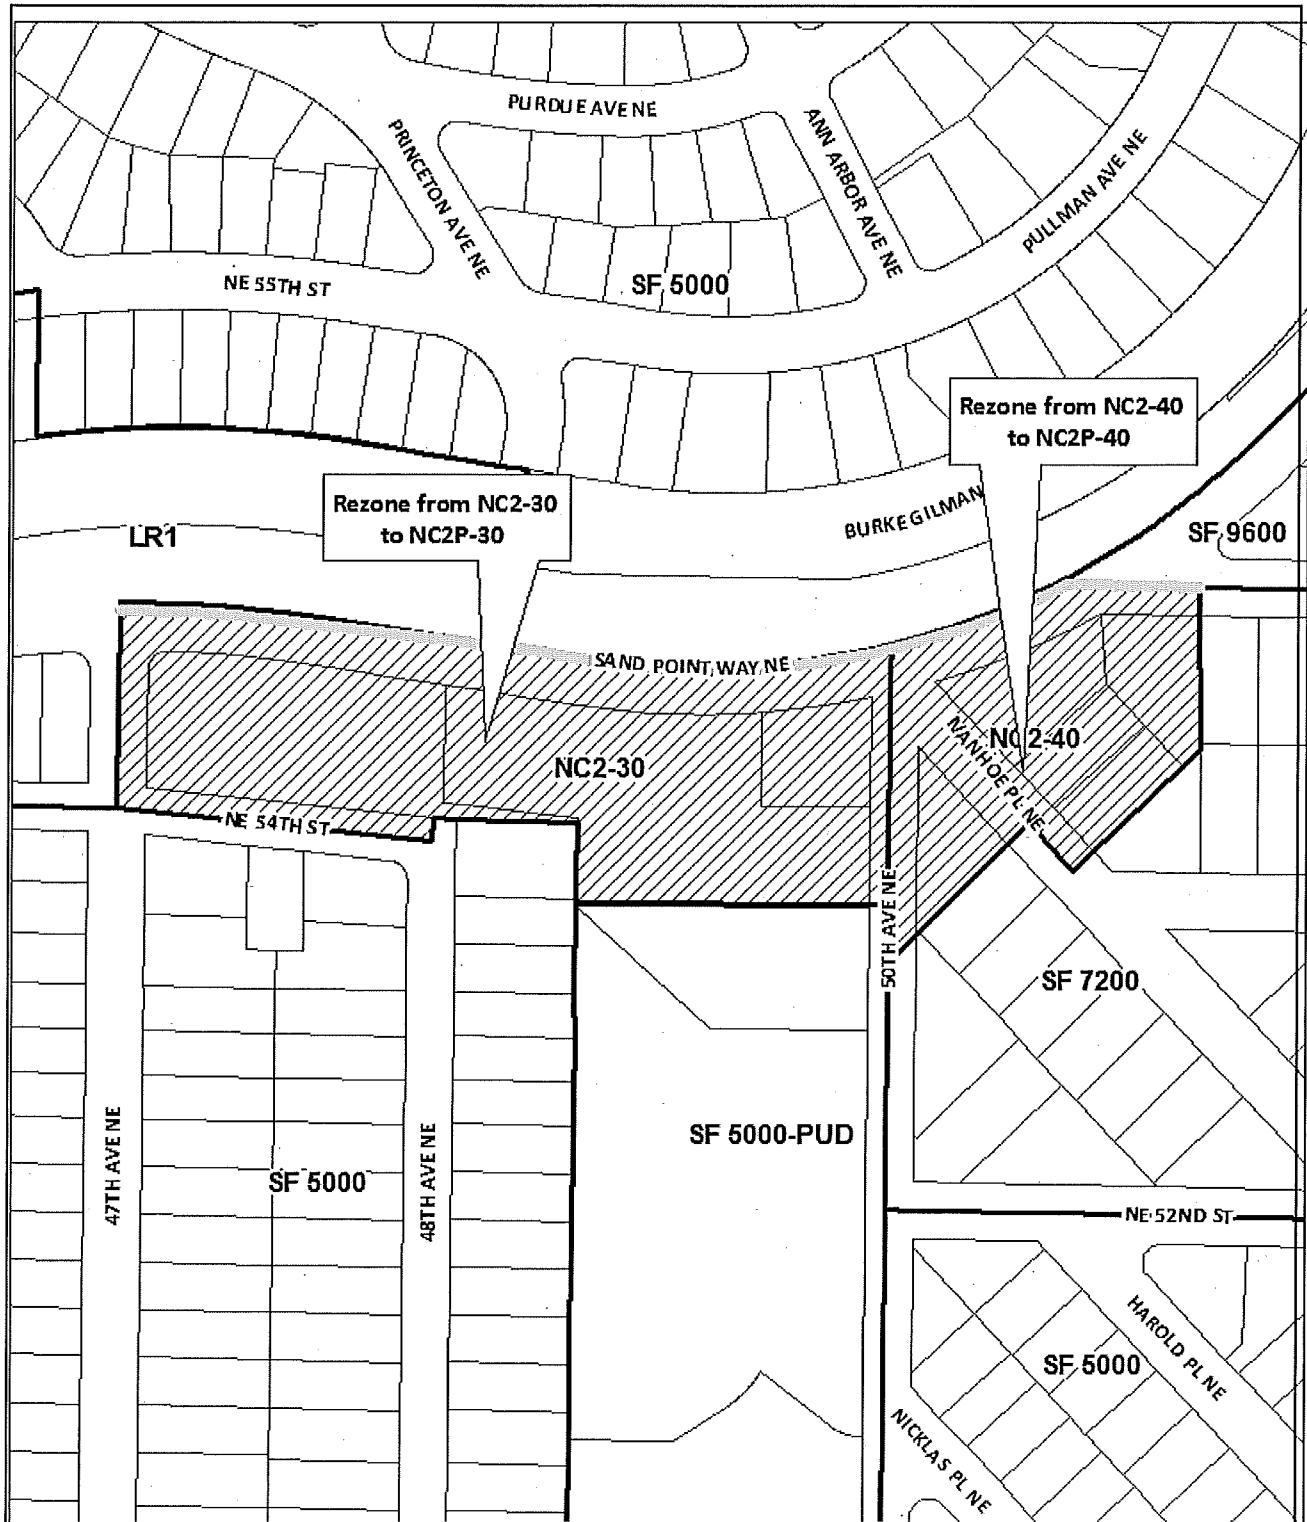 PURDUE AVE NE
PRINCETON AVE NE
ANN ARBOR AVE NE
PULLMAN AVE NE
NE 55TH ST
SF 5000
Rezone from NC2-40
to NC2P-40
Rezone from NC2-30
to NC2P-30
BURKE GILMAN
LR1
SF 9600
SAND POINT WAY NE
NC2-40
NC2-30
NE 54TH ST
50TH AVE NE
SF 7200
SF 5000-PUD
47TH AVE NE
48TH AVE NE
SF 5000
NE 52ND ST
HAROLD PL NE
SF 5000
NICKLAS PL NE